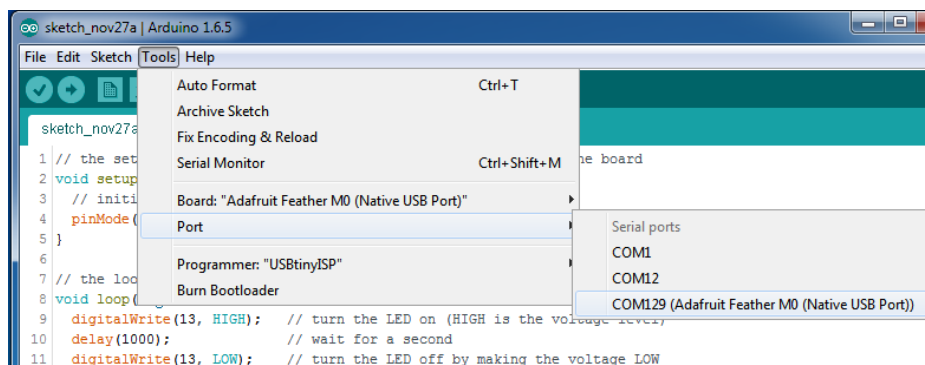 sketch_nov27a | Arduino 1.6.5
File Edit Sketch Tools Help
Auto Format Ctrl+T
Archive Sketch
Fix Encoding & Reload
Serial Monitor Ctrl+Shift+M
Board: "Adafruit Feather M0 (Native USB Port)"
Port
Programmer: "USBtinyISP"
Burn Bootloader
Serial ports
COM1
COM12
COM129 (Adafruit Feather M0 (Native USB Port))
sketch_nov27a
1 // the set board
2 void setup
3 // initi
4 pinMode(
5 }
6
7 // the loo
8 void loop(
9 digitalWrite(13, HIGH); // turn the LED on (HIGH is the voltage level)
10 delay(1000); // wait for a second
11 digitalWrite(13, LOW); // turn the LED off by making the voltage LOW